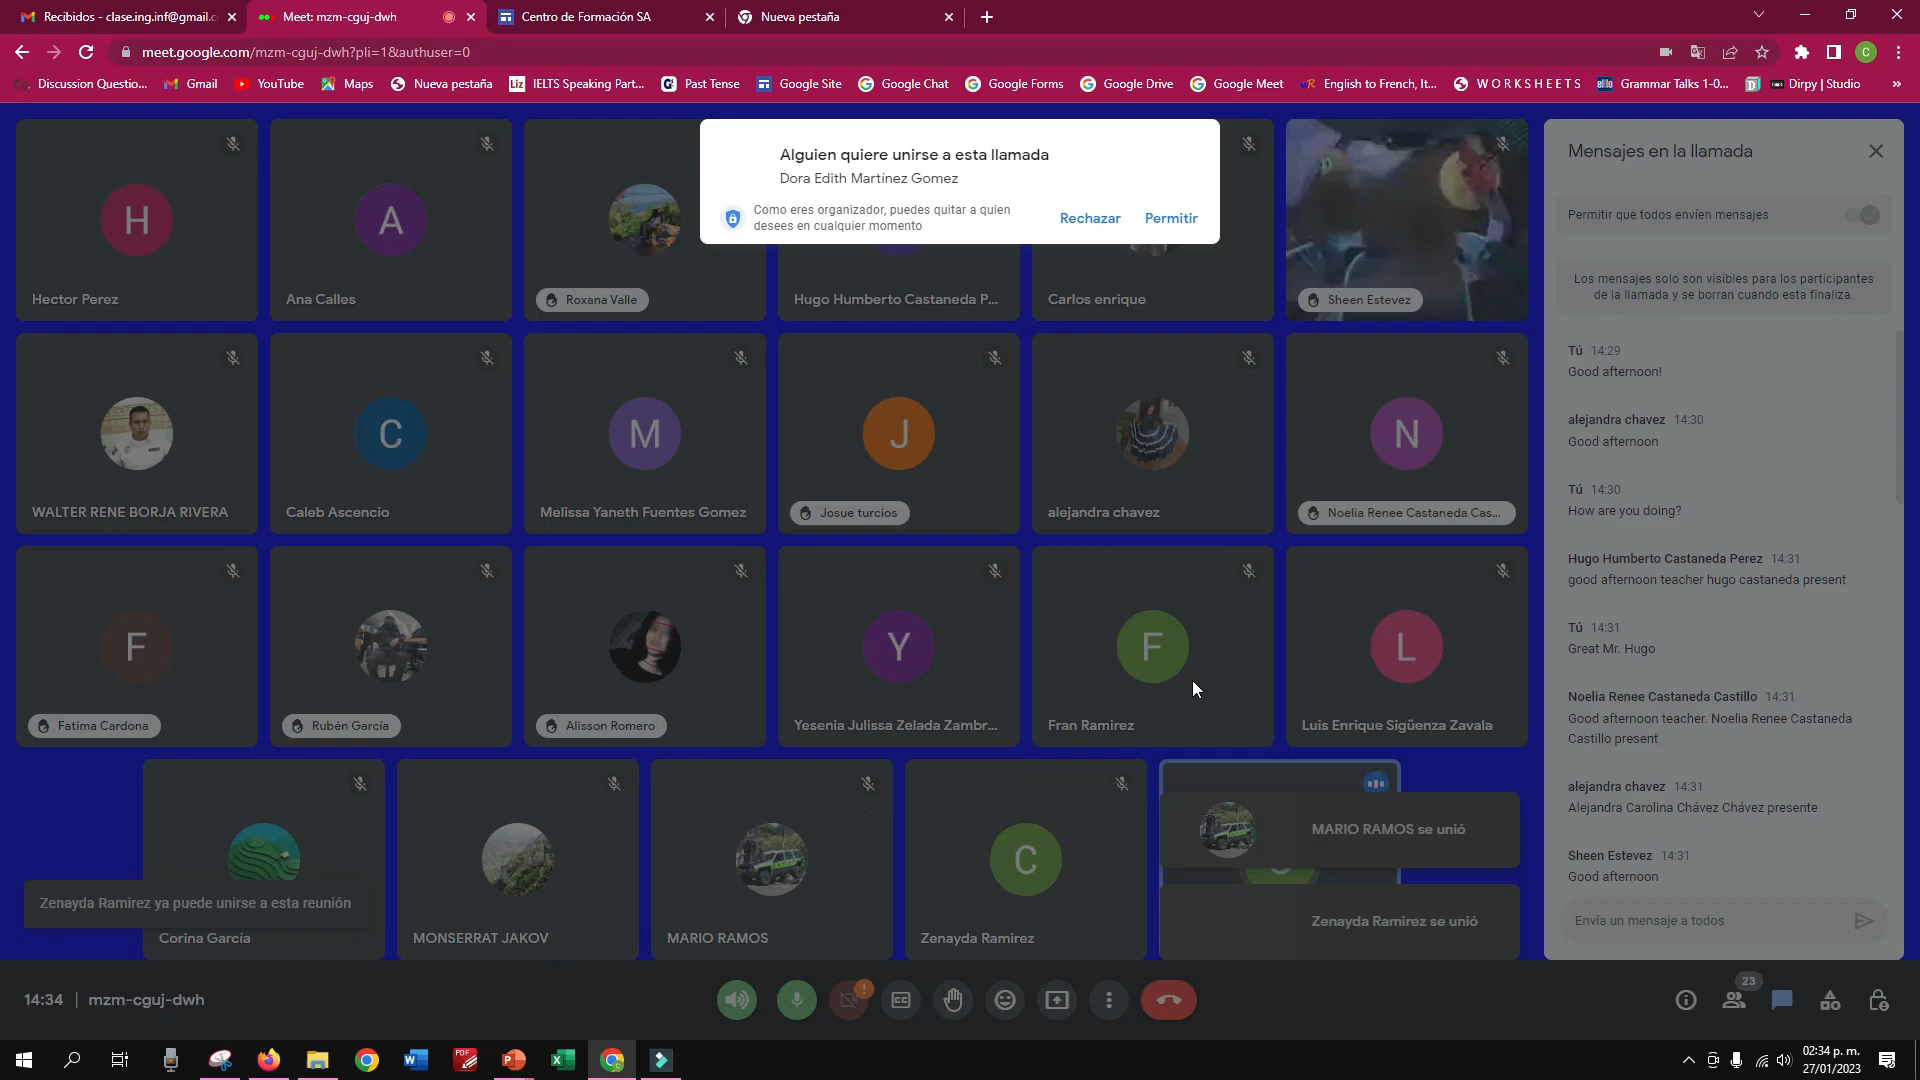 Recibidos - clase.ing.inf@gmail.c
Meet: mzm-cguj-dwh
Centro de Formación SA
Nueva pestaña
meet.google.com/mzm-cguj-dwh?pli=1&authuser=0
C
Discussion Questio...
Gmail
YouTube
Maps
Nueva pestaña
Liz
IELTS Speaking Part...
Past Tense
Google Site
Google Chat
Google Forms
Google Drive
Google Meet
English to French, It...
W O R K S H E E T S
Grammar Talks 1-0...
Dirpy | Studio
»
Alguien quiere unirse a esta llamada
Dora Edith Martinez Gomez
Como eres organizador, puedes quitar a quien
desees en cualquier momento
Rechazar
Permitir
H
Hector Perez
A
Ana Calles
Roxana Valle
Hugo Humberto Castaneda P...
Carlos enrique
Sheen Estevez
WALTER RENE BORJA RIVERA
C
Caleb Ascencio
M
Melissa Yaneth Fuentes Gomez
J
Josue turcios
alejandra chavez
N
Noelia Renee Castaneda Cas...
F
Fatima Cardona
Rubén García
Alisson Romero
Y
Yesenia Julissa Zelada Zambr...
F
Fran Ramirez
L
Luis Enrique Sigüenza Zavala
Corina García
MONSERRAT JAKOV
MARIO RAMOS
C
Zenayda Ramirez
MARIO RAMOS se unió
Zenayda Ramirez se unió
Zenayda Ramirez ya puede unirse a esta reunión
Mensajes en la llamada
Permitir que todos envíen mensajes
Los mensajes solo son visibles para los participantes
de la llamada y se borran cuando esta finaliza.
Tú 14:29
Good afternoon!
alejandra chavez 14:30
Good afternoon
Tú 14:30
How are you doing?
Hugo Humberto Castaneda Perez 14:31
good afternoon teacher hugo castaneda present
Tú 14:31
Great Mr. Hugo
Noelia Renee Castaneda Castillo 14:31
Good afternoon teacher. Noelia Renee Castaneda
Castillo present
alejandra chavez 14:31
Alejandra Carolina Chávez Chávez presente
Sheen Estevez 14:31
Good afternoon
Envía un mensaje a todos
14:34 | mzm-cguj-dwh
23
02:34 p. m.
27/01/2023